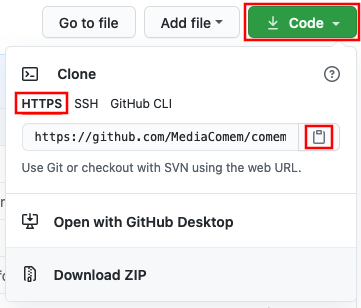 Go to file
Add file
Code
Clone
HTTPS SSH GitHub CLI
https://github.com/MediaComem/comem
Use Git or checkout with SVN using the web URL.
Open with GitHub Desktop
Download ZIP